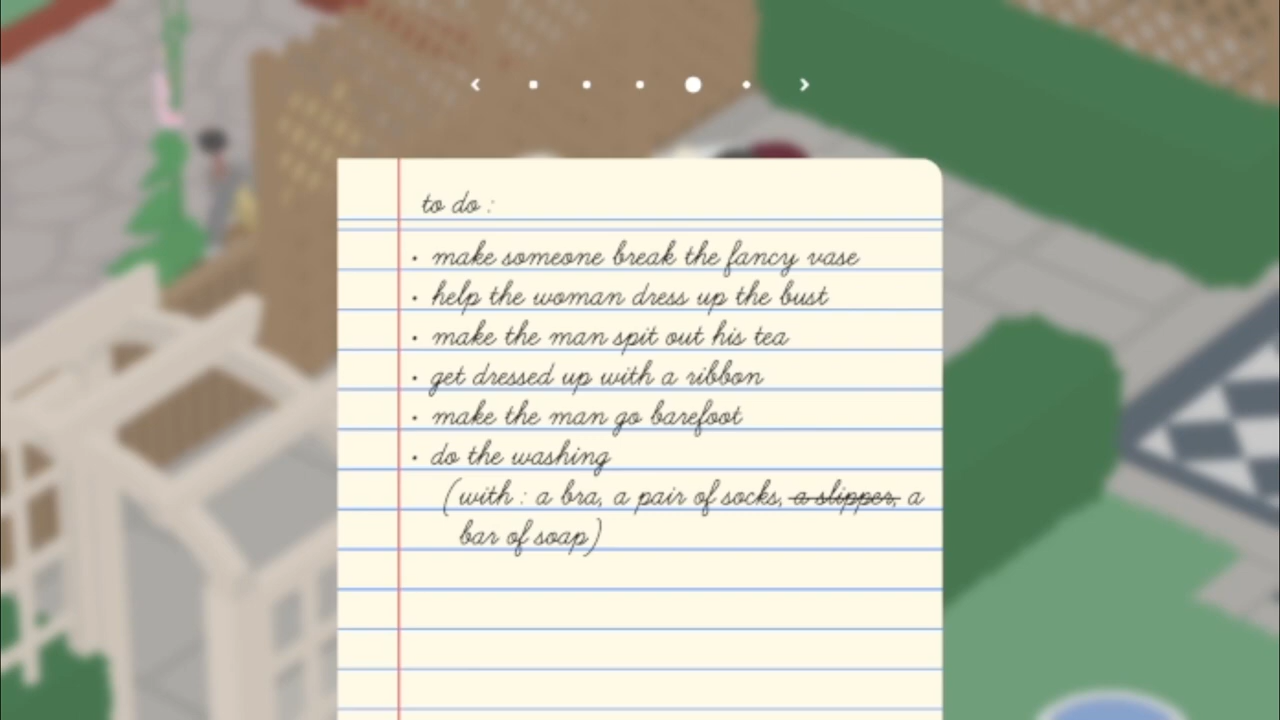 to do :
• make someone break the fancy vase
• help the woman dress up the bust
• make the man spit out his tea
• get dressed up with a ribbon
• make the man go barefoot
• do the washing
(with : a bra, a pair of socks, a slipper, a
bar of soap)